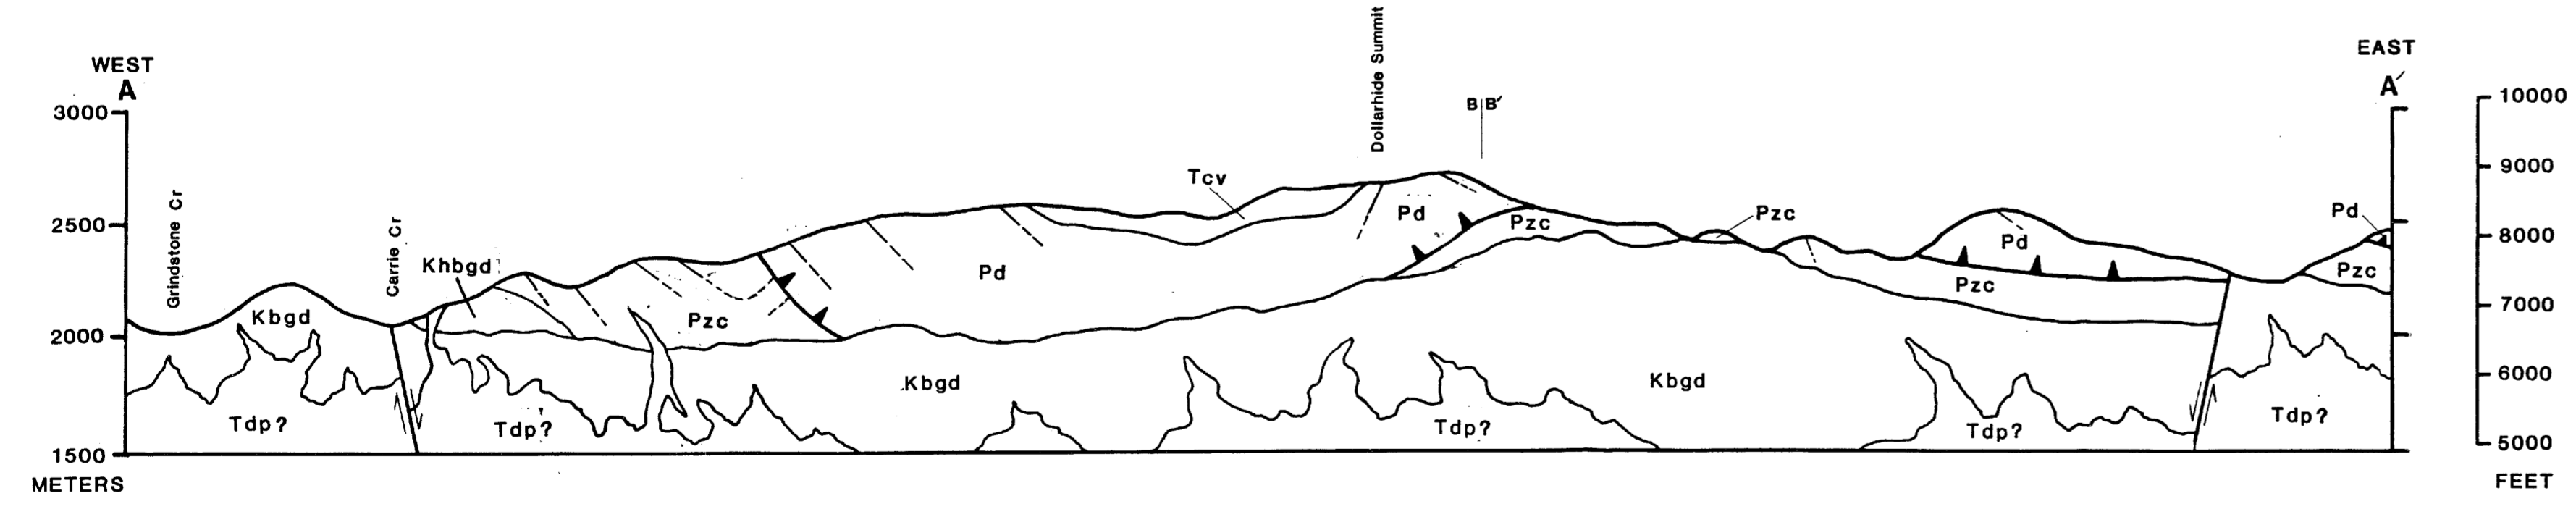 WEST
A
EAST
A′
3000
2500
2000
1500
METERS
10000
9000
8000
7000
6000
5000
FEET
Grindstone Cr
Carrie Cr
Dollarhide Summit
B|B′
Kbgd
Khbgd
Tcv
Pd
Pzc
Pd
Pzc
Pzc
Pd
Pzc
Pd
Pzc
Kbgd
Kbgd
Tdp?
Tdp?
Tdp?
Tdp?
Tdp?